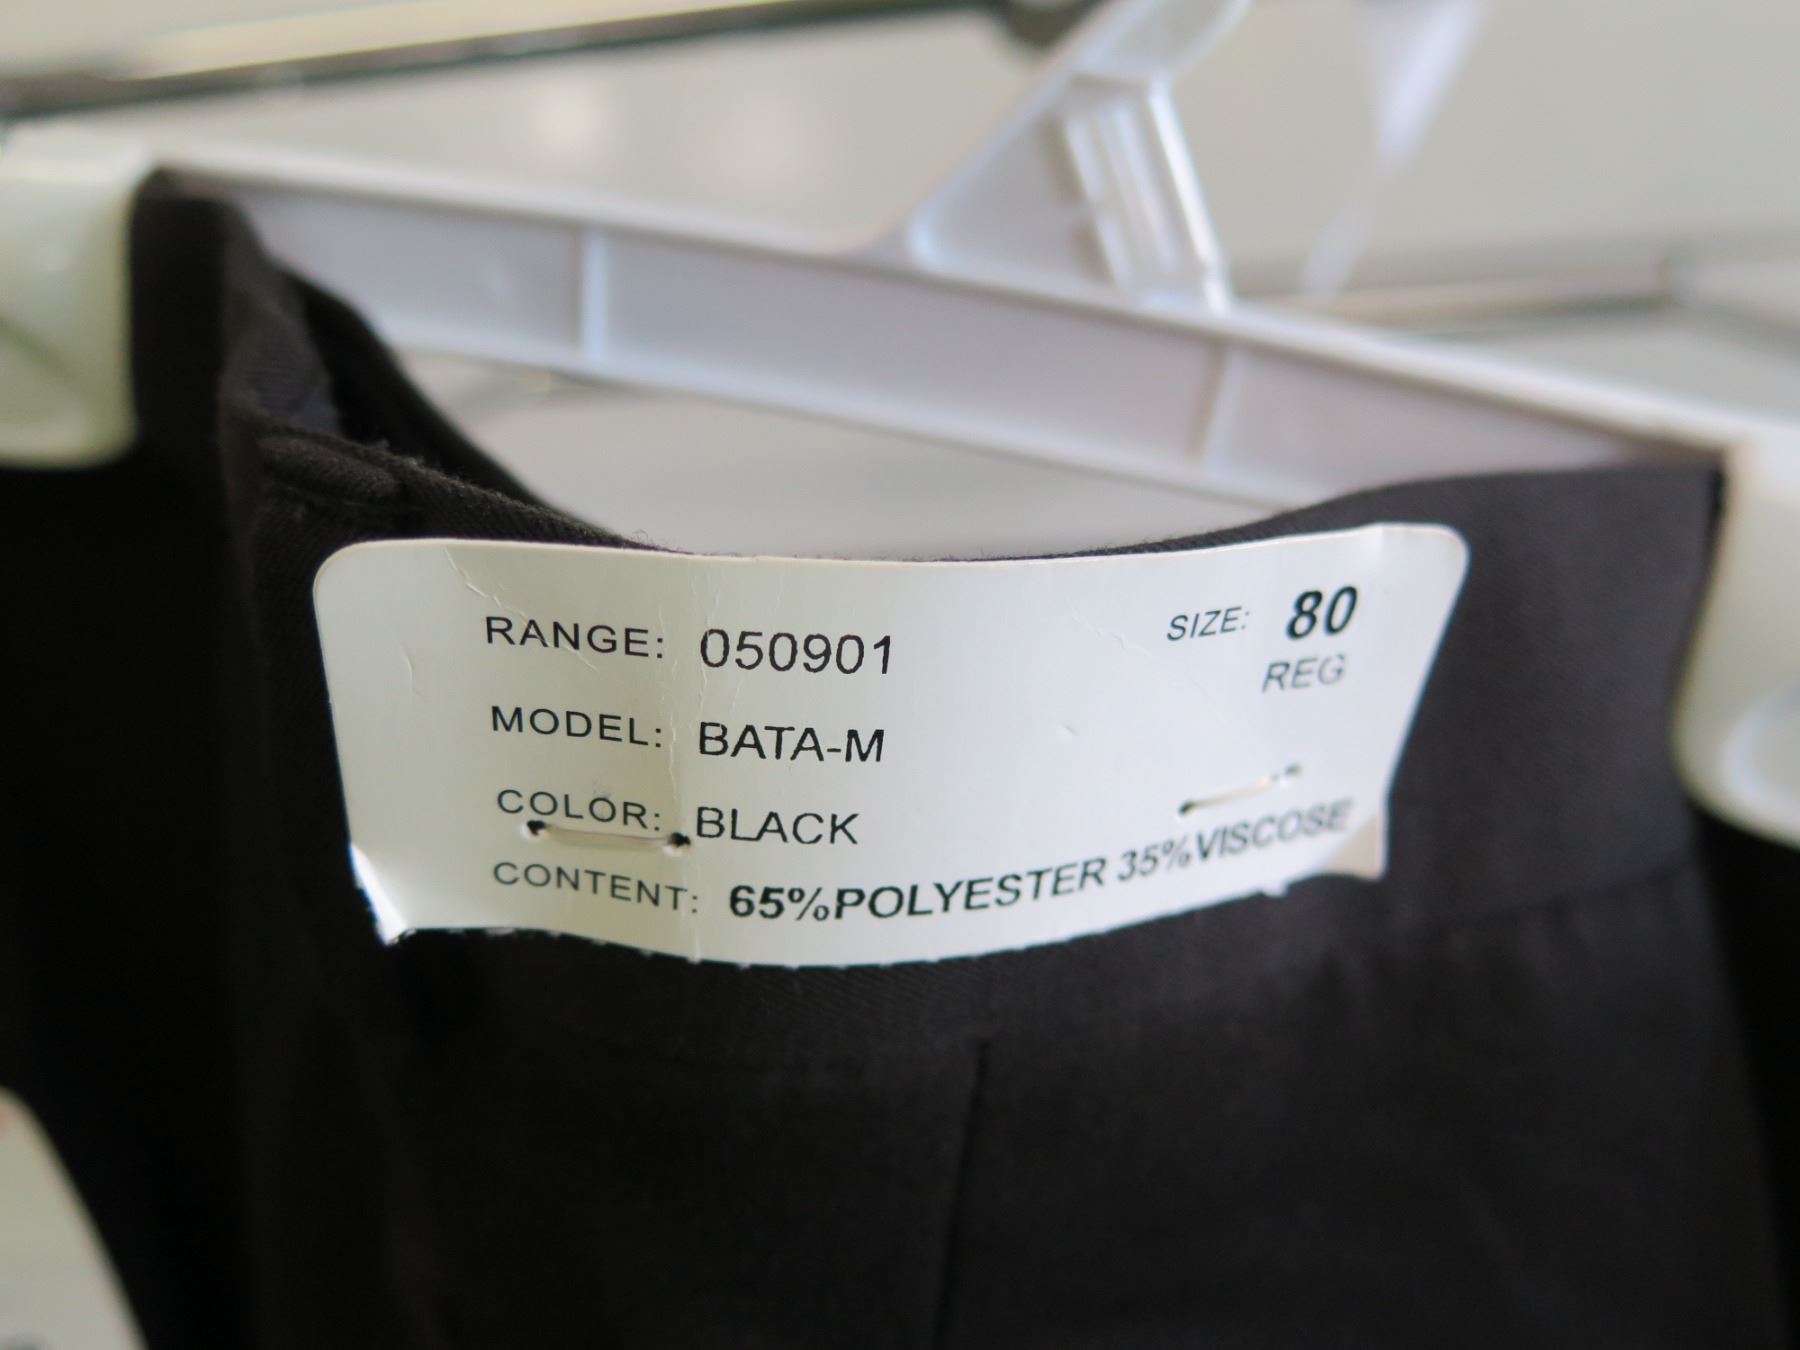 RANGE: 050901 SIZE: 80
REG
MODEL: BATA-M
COLOR: BLACK
CONTENT: 65%POLYESTER 35%VISCOSE